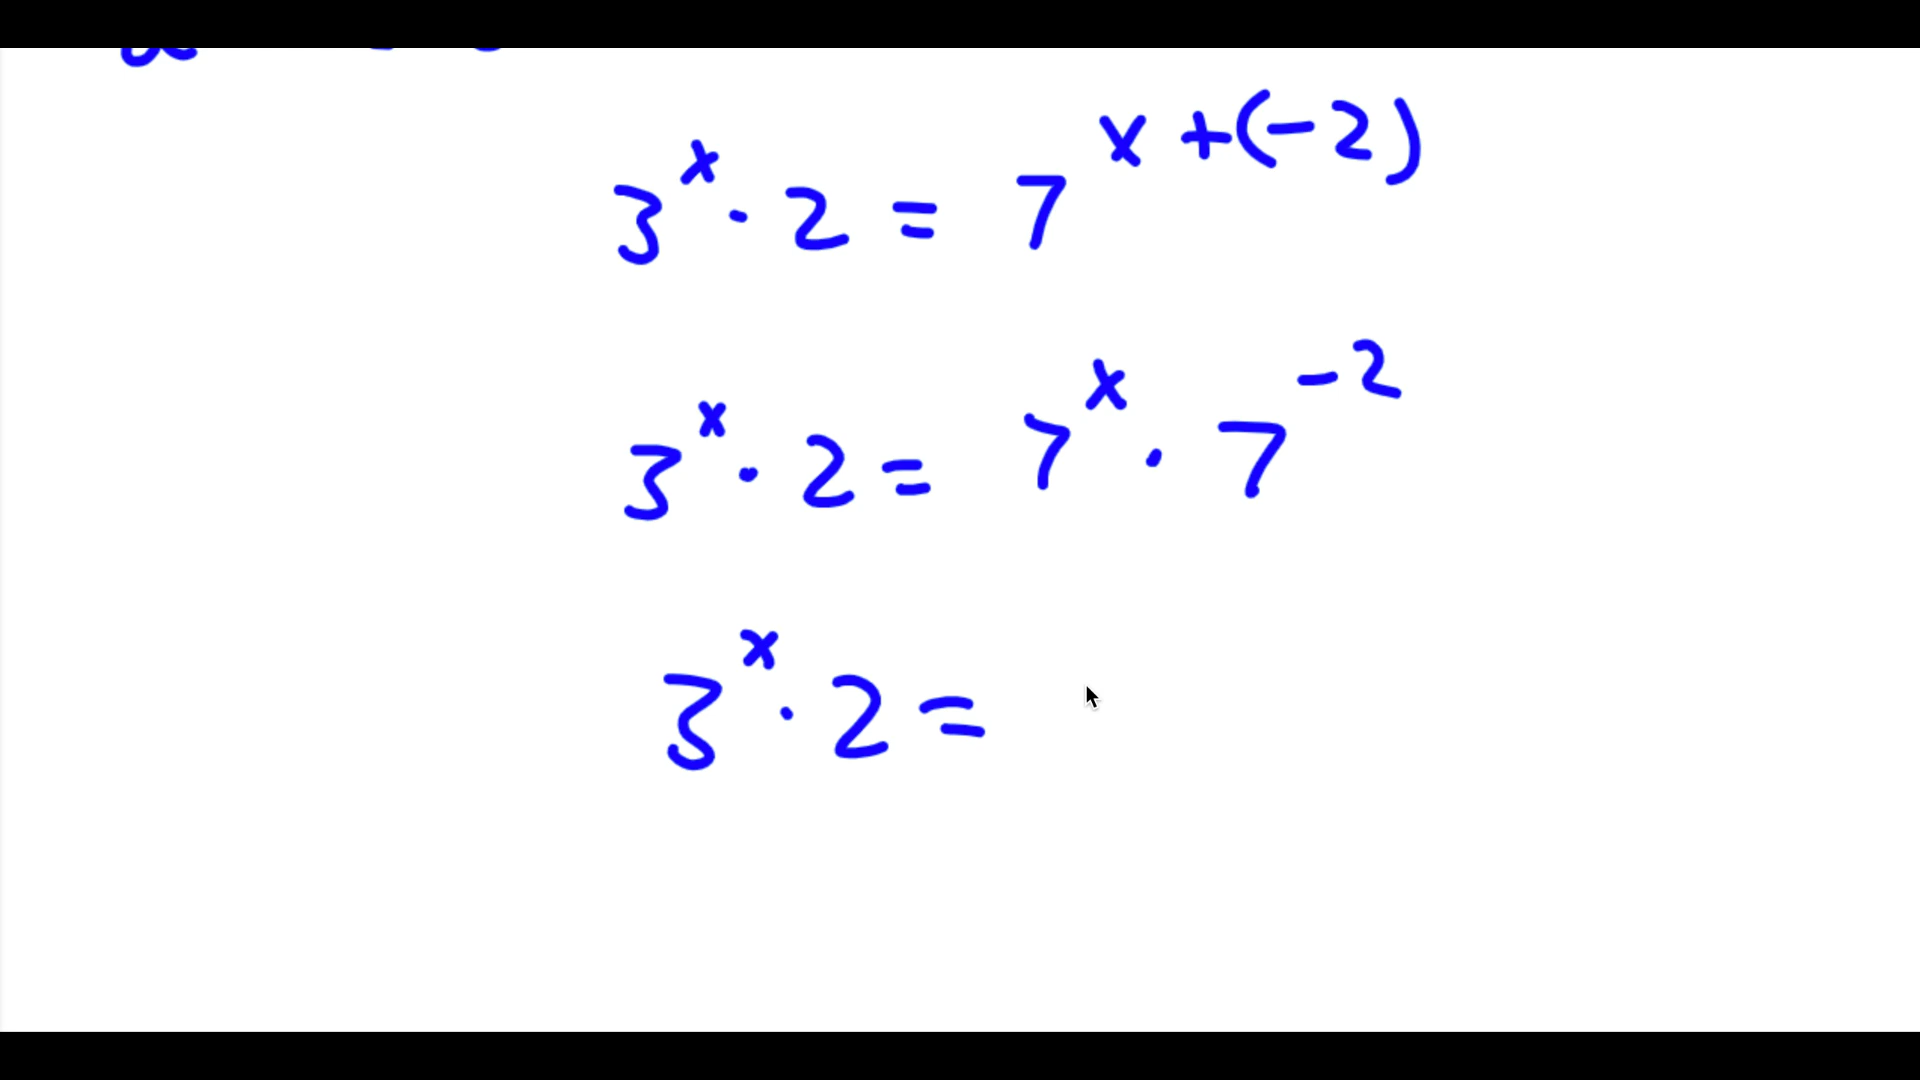 3^x · 2 = 7^{x+(-2)}
3^x · 2 = 7^x · 7^{-2}
3^x · 2 =